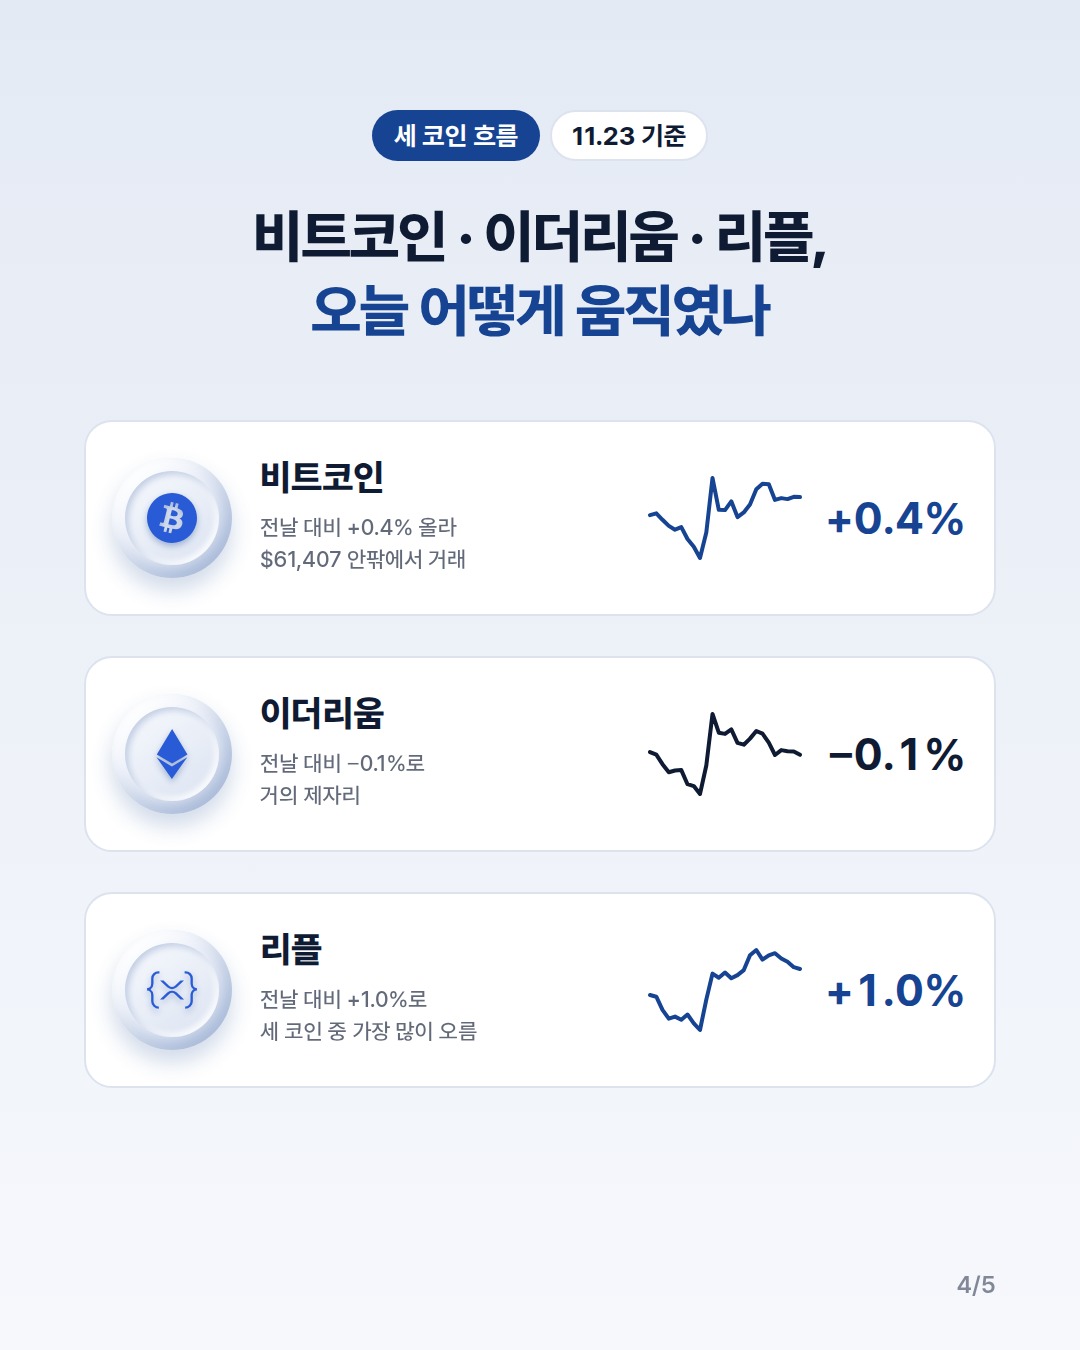 세 코인 흐름
11.23 기준
비트코인 · 이더리움 · 리플,
오늘 어떻게 움직였나
비트코인
전날 대비 +0.4% 올라
$61,407 안팎에서 거래
+0.4%
이더리움
전날 대비 −0.1%로
거의 제자리
−0.1%
리플
전날 대비 +1.0%로
세 코인 중 가장 많이 오름
+1.0%
4/5